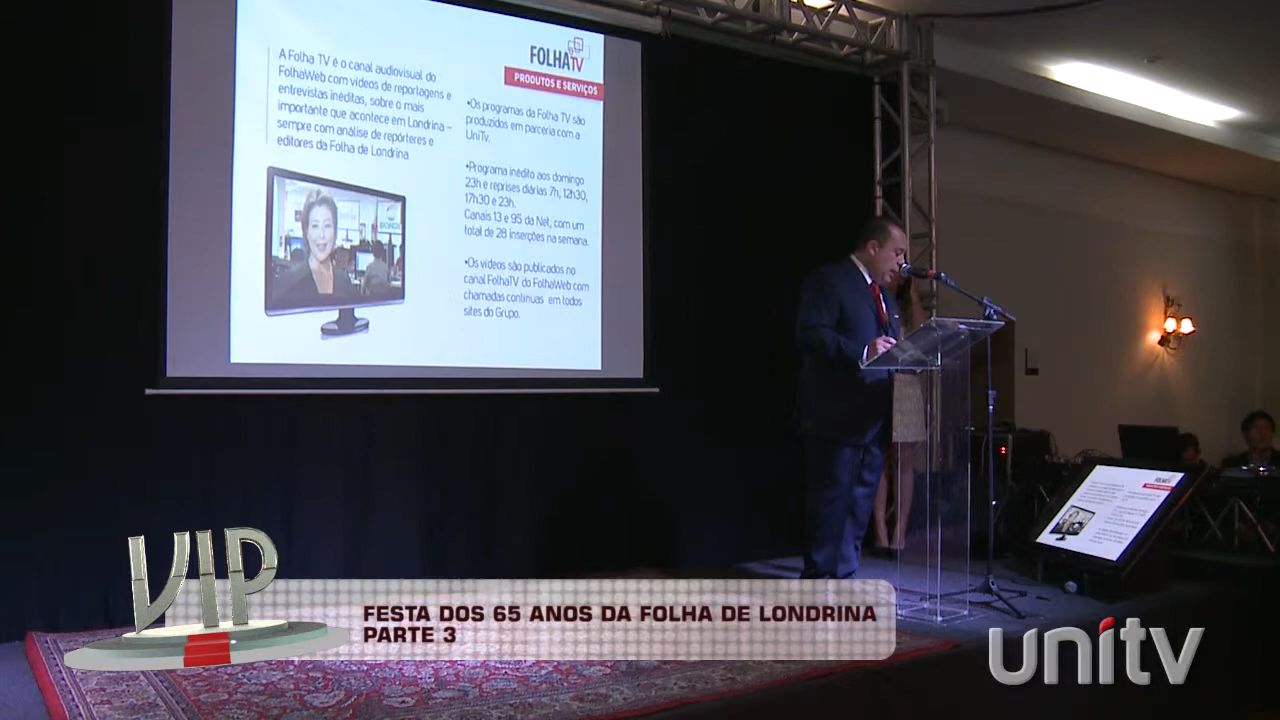 A Folha TV é o canal audiovisual do
FolhaWeb com vídeos de reportagens e
entrevistas inéditas, sobre o mais
importante que acontece em Londrina –
sempre com análise de repórteres e
editores da Folha de Londrina
FOLHA TV
PRODUTOS E SERVIÇOS
•Os programas da Folha TV são
produzidos em parceria com a
UniTv.
•Programa inédito aos domingo
23h e reprises diárias 7h, 12h30,
17h30 e 23h.
Canais 13 e 95 da Net, com um
total de 28 inserções na semana.
•Os vídeos são publicados no
canal FolhaTV do FolhaWeb com
chamadas continuas em todos
sites do Grupo.
BONDE
FOLHATV
VIP
FESTA DOS 65 ANOS DA FOLHA DE LONDRINA
PARTE 3
unitv